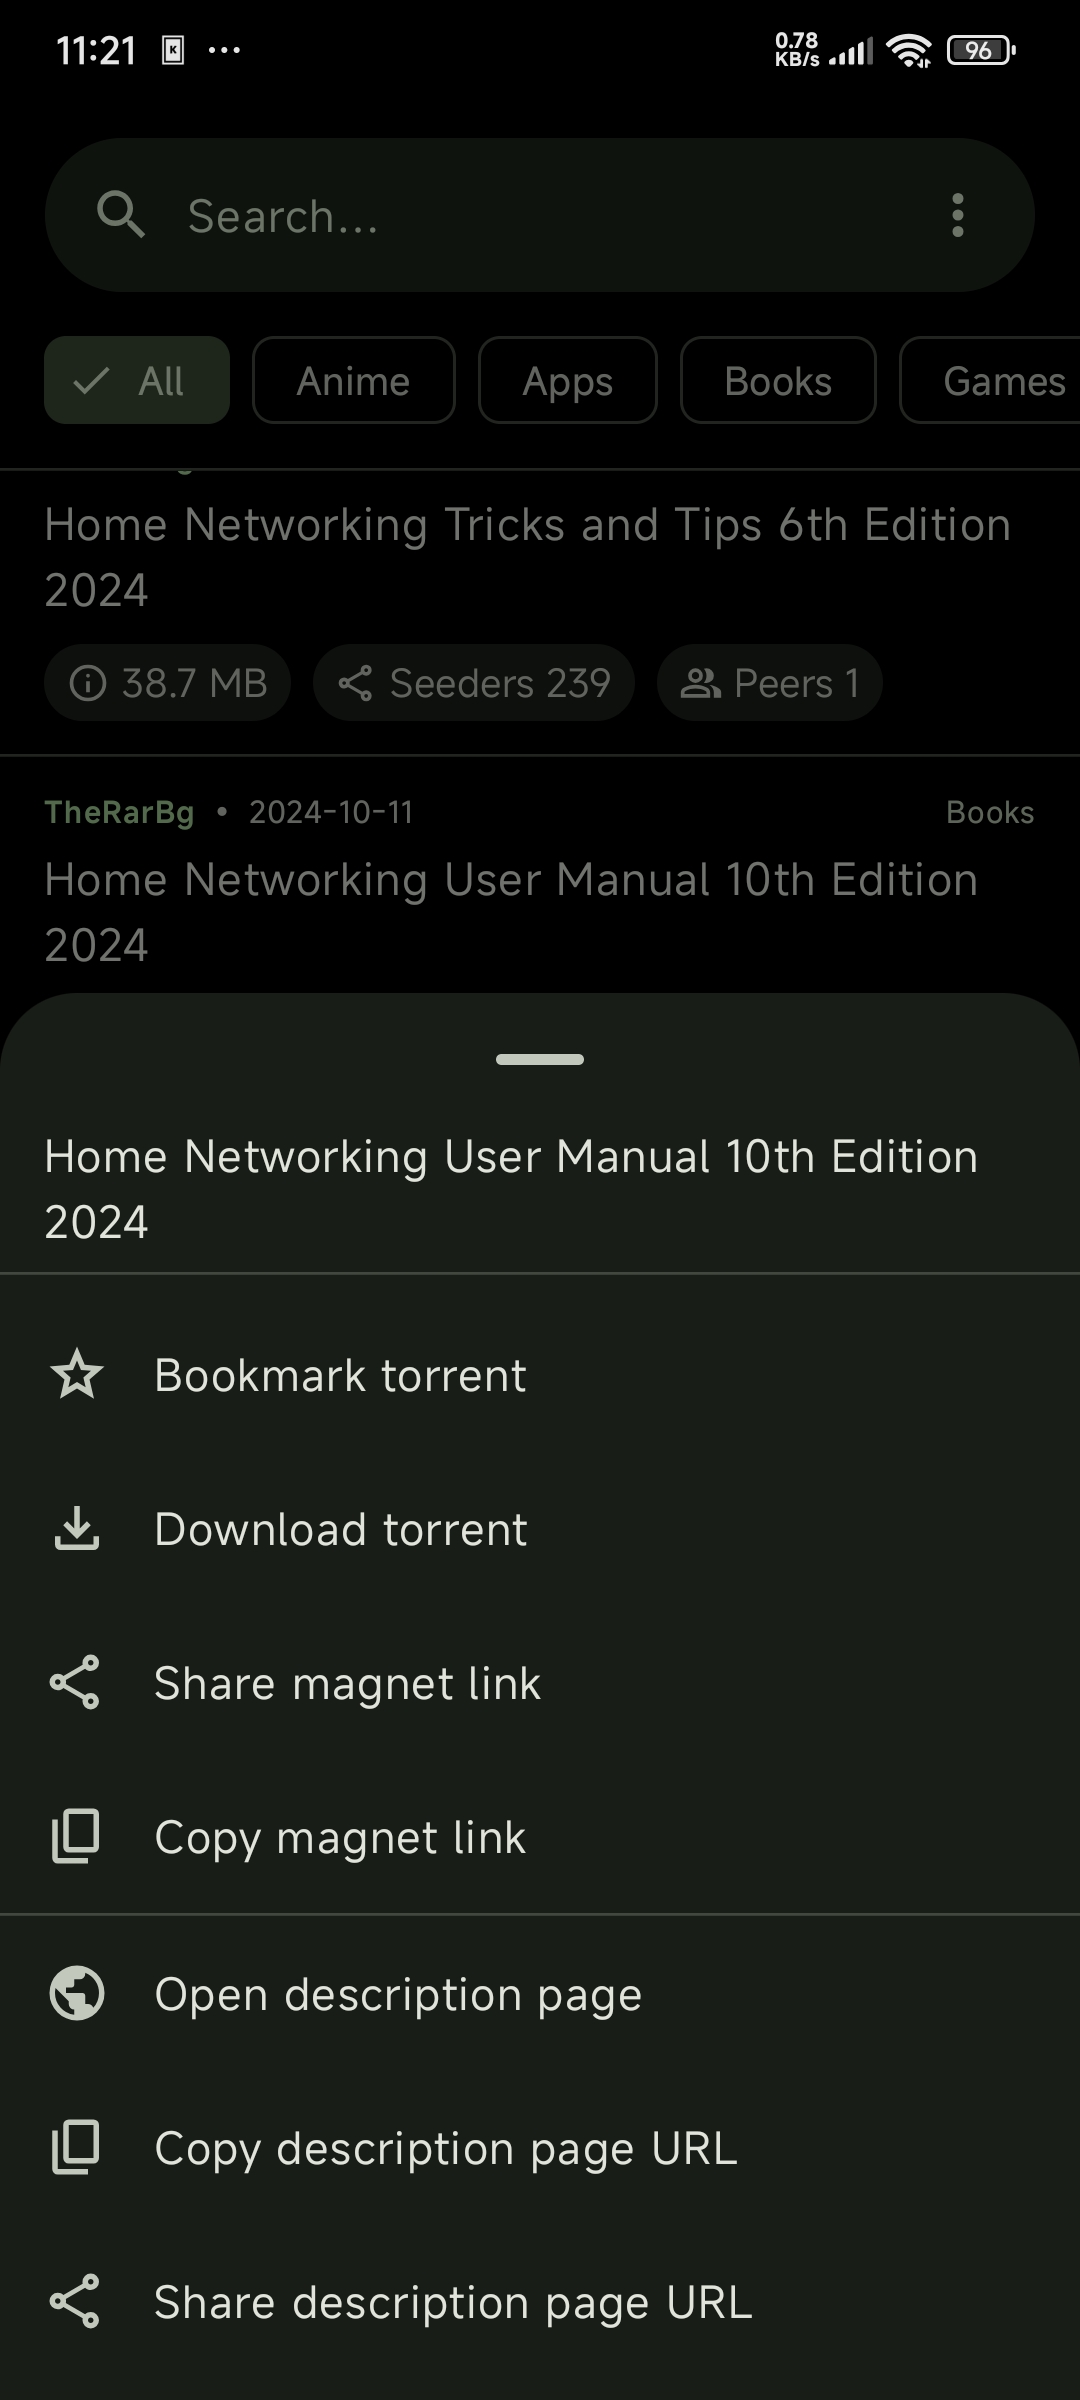 11:21 ...
0.78
KB/s
96
Search...
All
Anime
Apps
Books
Games
Home Networking Tricks and Tips 6th Edition
2024
38.7 MB
Seeders 239
Peers 1
TheRarBg • 2024-10-11
Books
Home Networking User Manual 10th Edition
2024
Home Networking User Manual 10th Edition
2024
Bookmark torrent
Download torrent
Share magnet link
Copy magnet link
Open description page
Copy description page URL
Share description page URL